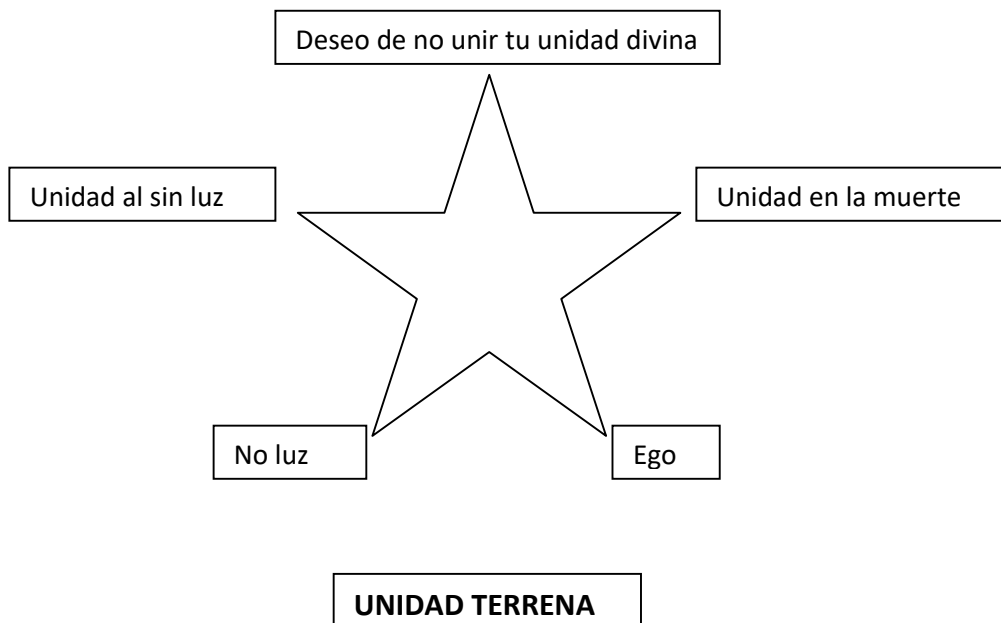 Deseo de no unir tu unidad divina
Unidad al sin luz
Unidad en la muerte
No luz
Ego
UNIDAD TERRENA